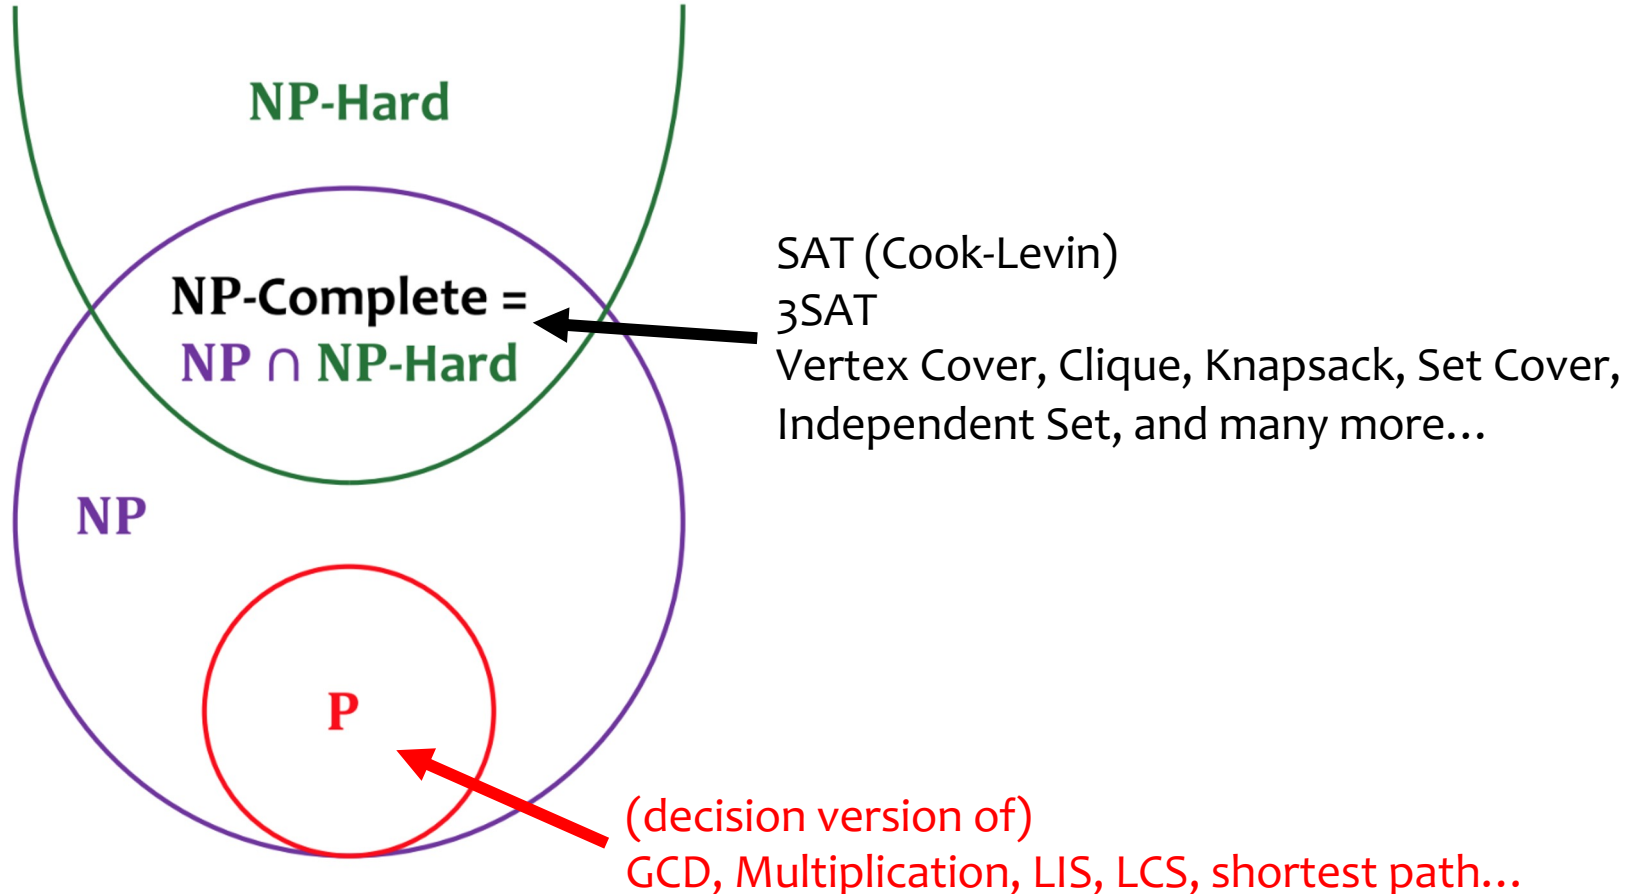 NP-Hard
NP-Complete =
NP ∩ NP-Hard
SAT (Cook-Levin)
3SAT
Vertex Cover, Clique, Knapsack, Set Cover,
Independent Set, and many more…
NP
P
(decision version of)
GCD, Multiplication, LIS, LCS, shortest path…